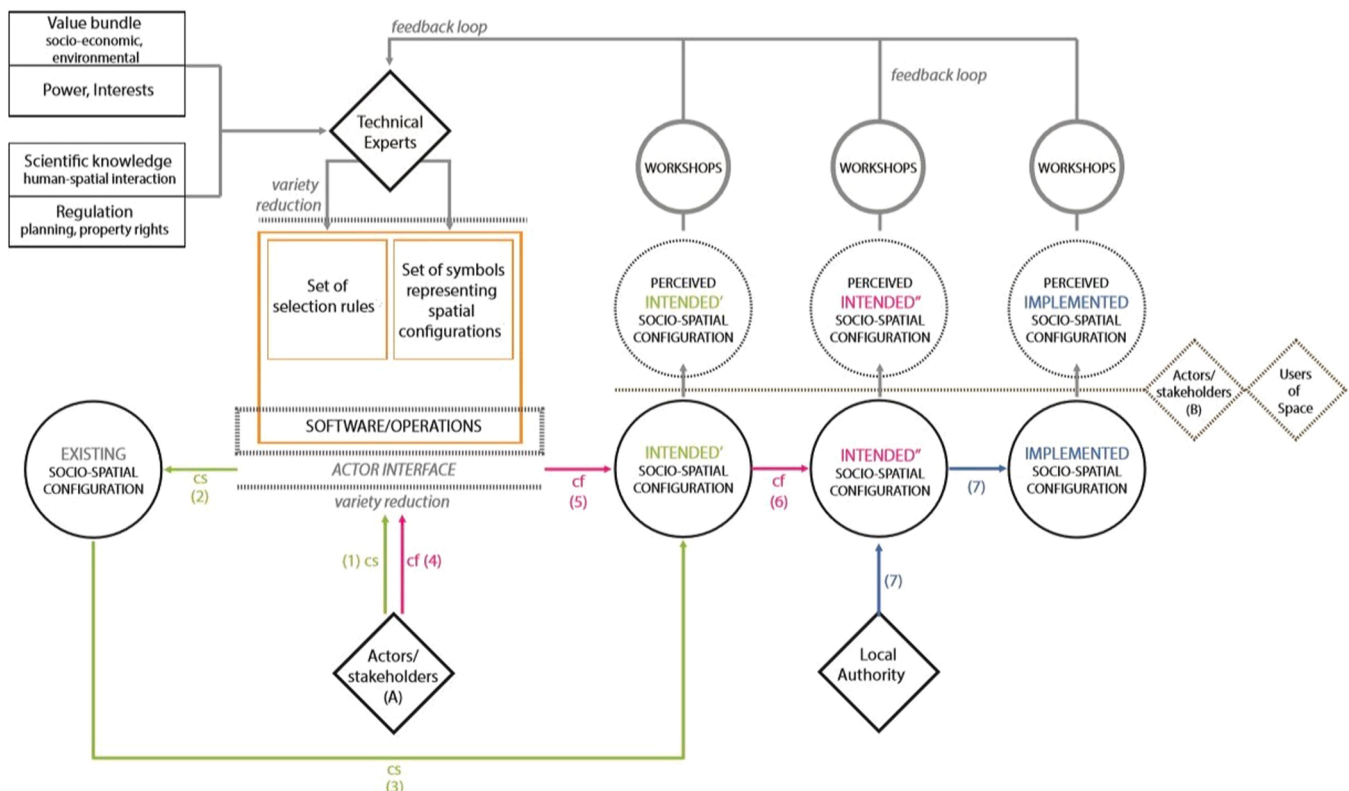 Value bundle
socio-economic,
environmental
Power, Interests
Scientific knowledge
human-spatial interaction
Regulation
planning, property rights
feedback loop
feedback loop
Technical
Experts
variety
reduction
Set of
selection rules
Set of symbols
representing
spatial
configurations
SOFTWARE/OPERATIONS
ACTOR INTERFACE
variety reduction
WORKSHOPS
WORKSHOPS
WORKSHOPS
PERCEIVED
INTENDED'
SOCIO-SPATIAL
CONFIGURATION
PERCEIVED
INTENDED"
SOCIO-SPATIAL
CONFIGURATION
PERCEIVED
IMPLEMENTED
SOCIO-SPATIAL
CONFIGURATION
Actors/
stakeholders
(B)
Users
of
Space
EXISTING
SOCIO-SPATIAL
CONFIGURATION
cs
(2)
cf
(5)
INTENDED'
SOCIO-SPATIAL
CONFIGURATION
cf
(6)
INTENDED"
SOCIO-SPATIAL
CONFIGURATION
(7)
IMPLEMENTED
SOCIO-SPATIAL
CONFIGURATION
(1) cs
cf (4)
(7)
Actors/
stakeholders
(A)
Local
Authority
cs
(3)